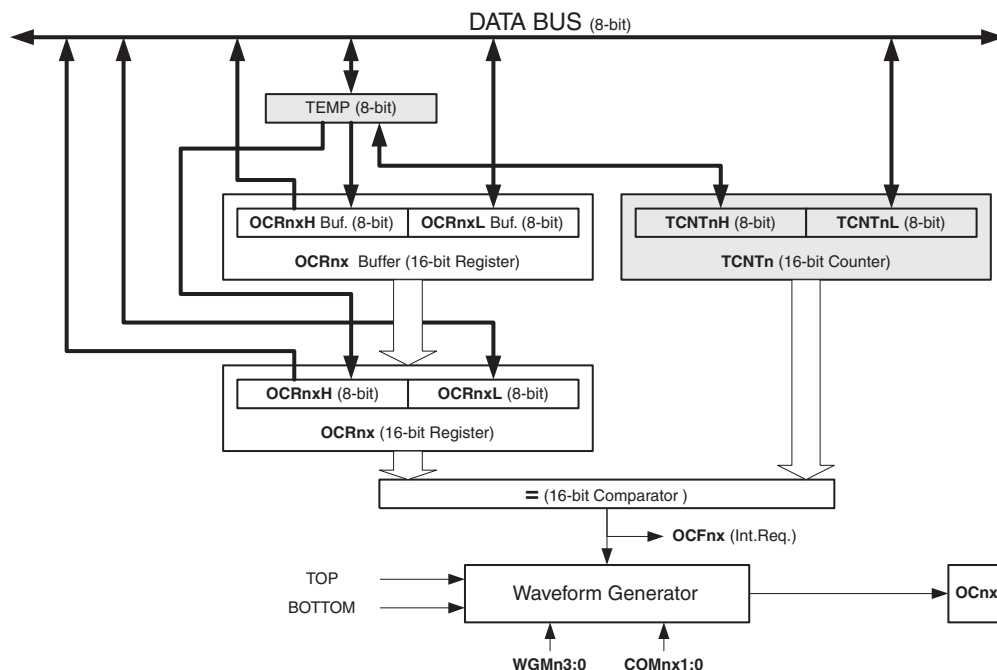 DATA BUS (8-bit)
TEMP (8-bit)
OCRnxH Buf. (8-bit) OCRnxL Buf. (8-bit)
TCNTnH (8-bit) TCNTnL (8-bit)
OCRnx Buffer (16-bit Register)
TCNTn (16-bit Counter)
OCRnxH (8-bit) OCRnxL (8-bit)
OCRnx (16-bit Register)
= (16-bit Comparator )
OCFnx (Int.Req.)
TOP
BOTTOM
Waveform Generator
OCnx
WGMn3:0 COMnx1:0